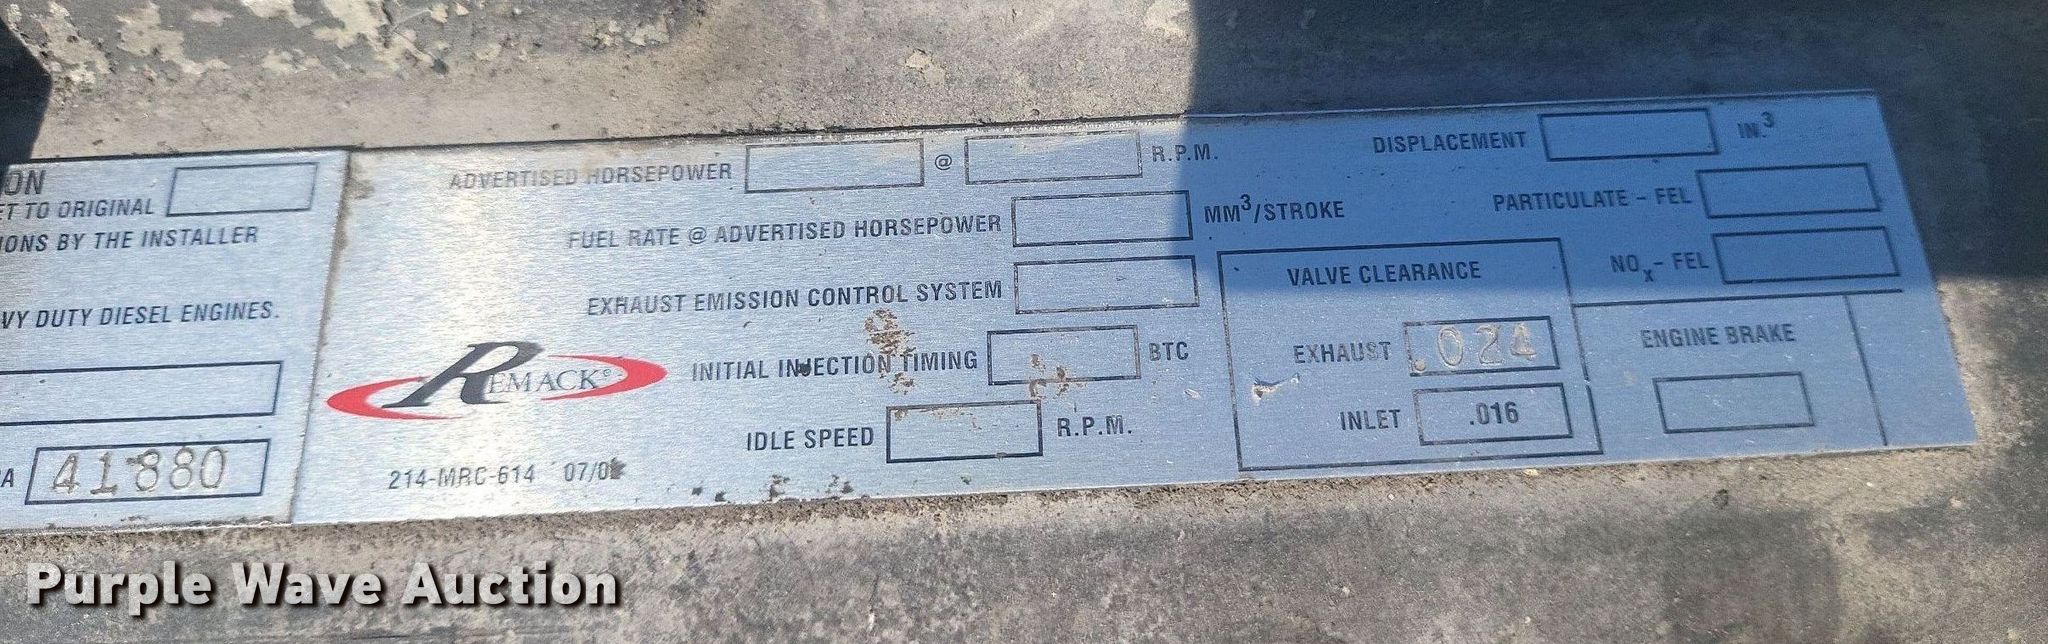 ON
ET TO ORIGINAL
IONS BY THE INSTALLER
VY DUTY DIESEL ENGINES.
A 41880
REMACK®
214-MRC-614 07/0
ADVERTISED HORSEPOWER @ R.P.M.
FUEL RATE @ ADVERTISED HORSEPOWER MM³/STROKE
EXHAUST EMISSION CONTROL SYSTEM
INITIAL INJECTION TIMING BTC
IDLE SPEED R.P.M.
DISPLACEMENT IN.³
PARTICULATE - FEL
NOx - FEL
VALVE CLEARANCE
EXHAUST .024
INLET .016
ENGINE BRAKE
Purple Wave Auction